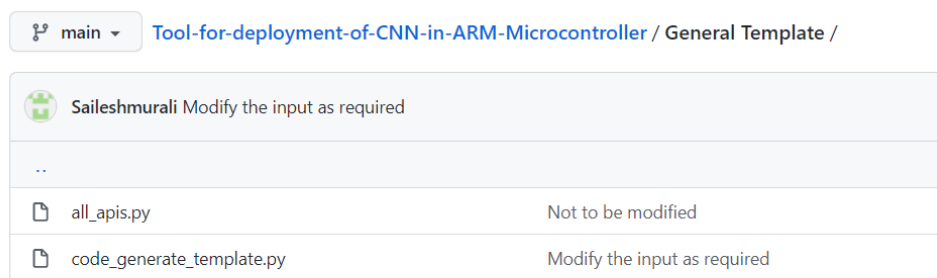 main Tool-for-deployment-of-CNN-in-ARM-Microcontroller / General Template /
Saileshmurali Modify the input as required
..
all_apis.py Not to be modified
code_generate_template.py Modify the input as required